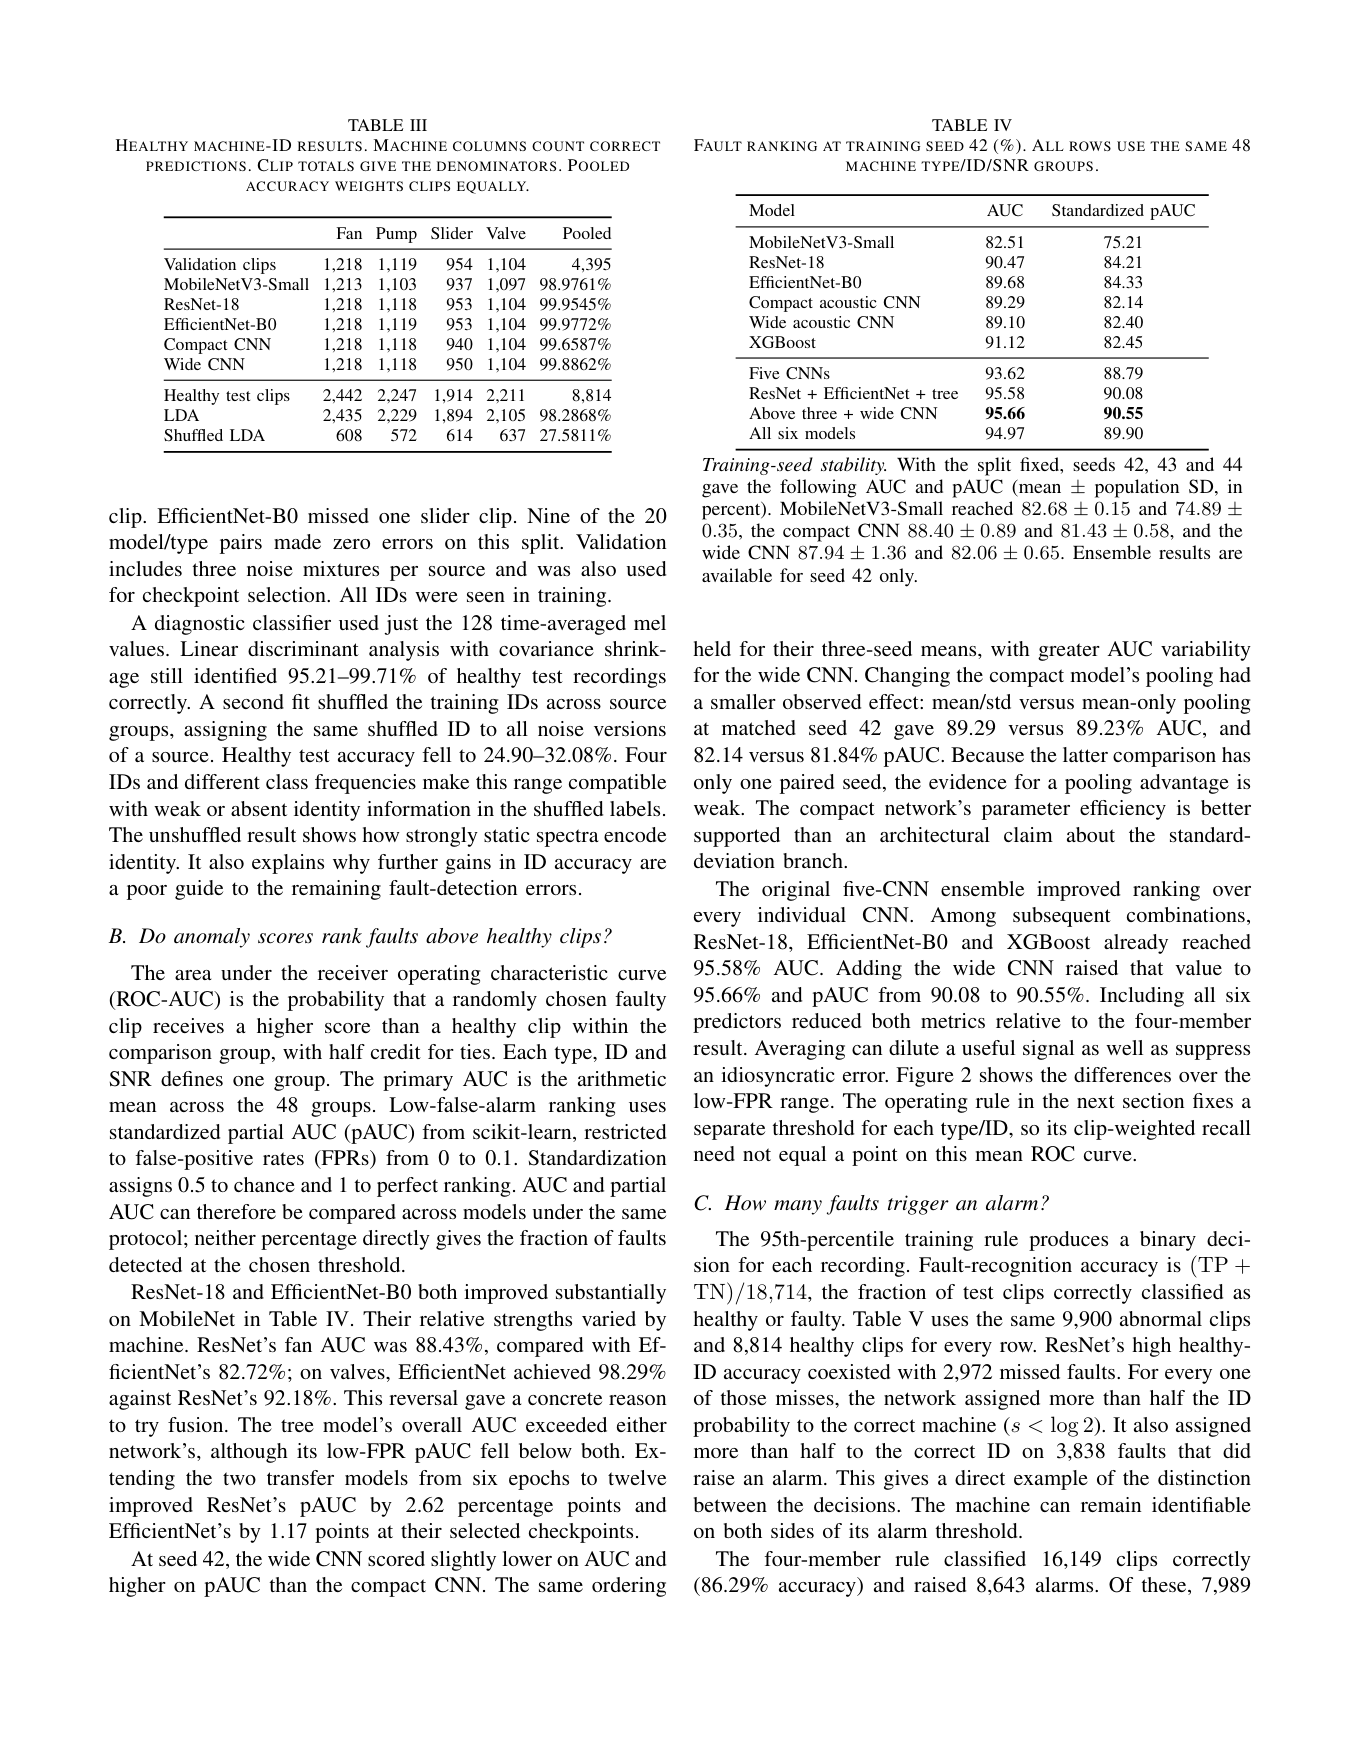 TABLE III
HEALTHY MACHINE-ID RESULTS. MACHINE COLUMNS COUNT CORRECT
PREDICTIONS. CLIP TOTALS GIVE THE DENOMINATORS. POOLED
ACCURACY WEIGHTS CLIPS EQUALLY.
Fan Pump Slider Valve Pooled
Validation clips 1,218 1,119 954 1,104 4,395
MobileNetV3-Small 1,213 1,103 937 1,097 98.9761%
ResNet-18 1,218 1,118 953 1,104 99.9545%
EfficientNet-B0 1,218 1,119 953 1,104 99.9772%
Compact CNN 1,218 1,118 940 1,104 99.6587%
Wide CNN 1,218 1,118 950 1,104 99.8862%
Healthy test clips 2,442 2,247 1,914 2,211 8,814
LDA 2,435 2,229 1,894 2,105 98.2868%
Shuffled LDA 608 572 614 637 27.5811%
clip. EfficientNet-B0 missed one slider clip. Nine of the 20
model/type pairs made zero errors on this split. Validation
includes three noise mixtures per source and was also used
for checkpoint selection. All IDs were seen in training.
A diagnostic classifier used just the 128 time-averaged mel
values. Linear discriminant analysis with covariance shrink-
age still identified 95.21–99.71% of healthy test recordings
correctly. A second fit shuffled the training IDs across source
groups, assigning the same shuffled ID to all noise versions
of a source. Healthy test accuracy fell to 24.90–32.08%. Four
IDs and different class frequencies make this range compatible
with weak or absent identity information in the shuffled labels.
The unshuffled result shows how strongly static spectra encode
identity. It also explains why further gains in ID accuracy are
a poor guide to the remaining fault-detection errors.
B. Do anomaly scores rank faults above healthy clips?
The area under the receiver operating characteristic curve
(ROC-AUC) is the probability that a randomly chosen faulty
clip receives a higher score than a healthy clip within the
comparison group, with half credit for ties. Each type, ID and
SNR defines one group. The primary AUC is the arithmetic
mean across the 48 groups. Low-false-alarm ranking uses
standardized partial AUC (pAUC) from scikit-learn, restricted
to false-positive rates (FPRs) from 0 to 0.1. Standardization
assigns 0.5 to chance and 1 to perfect ranking. AUC and partial
AUC can therefore be compared across models under the same
protocol; neither percentage directly gives the fraction of faults
detected at the chosen threshold.
ResNet-18 and EfficientNet-B0 both improved substantially
on MobileNet in Table IV. Their relative strengths varied by
machine. ResNet's fan AUC was 88.43%, compared with Ef-
ficientNet's 82.72%; on valves, EfficientNet achieved 98.29%
against ResNet's 92.18%. This reversal gave a concrete reason
to try fusion. The tree model's overall AUC exceeded either
network's, although its low-FPR pAUC fell below both. Ex-
tending the two transfer models from six epochs to twelve
improved ResNet's pAUC by 2.62 percentage points and
EfficientNet's by 1.17 points at their selected checkpoints.
At seed 42, the wide CNN scored slightly lower on AUC and
higher on pAUC than the compact CNN. The same ordering
TABLE IV
FAULT RANKING AT TRAINING SEED 42 (%). ALL ROWS USE THE SAME 48
MACHINE TYPE/ID/SNR GROUPS.
Model AUC Standardized pAUC
MobileNetV3-Small 82.51 75.21
ResNet-18 90.47 84.21
EfficientNet-B0 89.68 84.33
Compact acoustic CNN 89.29 82.14
Wide acoustic CNN 89.10 82.40
XGBoost 91.12 82.45
Five CNNs 93.62 88.79
ResNet + EfficientNet + tree 95.58 90.08
Above three + wide CNN 95.66 90.55
All six models 94.97 89.90
Training-seed stability. With the split fixed, seeds 42, 43 and 44
gave the following AUC and pAUC (mean ± population SD, in
percent). MobileNetV3-Small reached 82.68 ± 0.15 and 74.89 ±
0.35, the compact CNN 88.40 ± 0.89 and 81.43 ± 0.58, and the
wide CNN 87.94 ± 1.36 and 82.06 ± 0.65. Ensemble results are
available for seed 42 only.
held for their three-seed means, with greater AUC variability
for the wide CNN. Changing the compact model's pooling had
a smaller observed effect: mean/std versus mean-only pooling
at matched seed 42 gave 89.29 versus 89.23% AUC, and
82.14 versus 81.84% pAUC. Because the latter comparison has
only one paired seed, the evidence for a pooling advantage is
weak. The compact network's parameter efficiency is better
supported than an architectural claim about the standard-
deviation branch.
The original five-CNN ensemble improved ranking over
every individual CNN. Among subsequent combinations,
ResNet-18, EfficientNet-B0 and XGBoost already reached
95.58% AUC. Adding the wide CNN raised that value to
95.66% and pAUC from 90.08 to 90.55%. Including all six
predictors reduced both metrics relative to the four-member
result. Averaging can dilute a useful signal as well as suppress
an idiosyncratic error. Figure 2 shows the differences over the
low-FPR range. The operating rule in the next section fixes a
separate threshold for each type/ID, so its clip-weighted recall
need not equal a point on this mean ROC curve.
C. How many faults trigger an alarm?
The 95th-percentile training rule produces a binary deci-
sion for each recording. Fault-recognition accuracy is (TP +
TN)/18,714, the fraction of test clips correctly classified as
healthy or faulty. Table V uses the same 9,900 abnormal clips
and 8,814 healthy clips for every row. ResNet's high healthy-
ID accuracy coexisted with 2,972 missed faults. For every one
of those misses, the network assigned more than half the ID
probability to the correct machine (s < log 2). It also assigned
more than half to the correct ID on 3,838 faults that did
raise an alarm. This gives a direct example of the distinction
between the decisions. The machine can remain identifiable
on both sides of its alarm threshold.
The four-member rule classified 16,149 clips correctly
(86.29% accuracy) and raised 8,643 alarms. Of these, 7,989